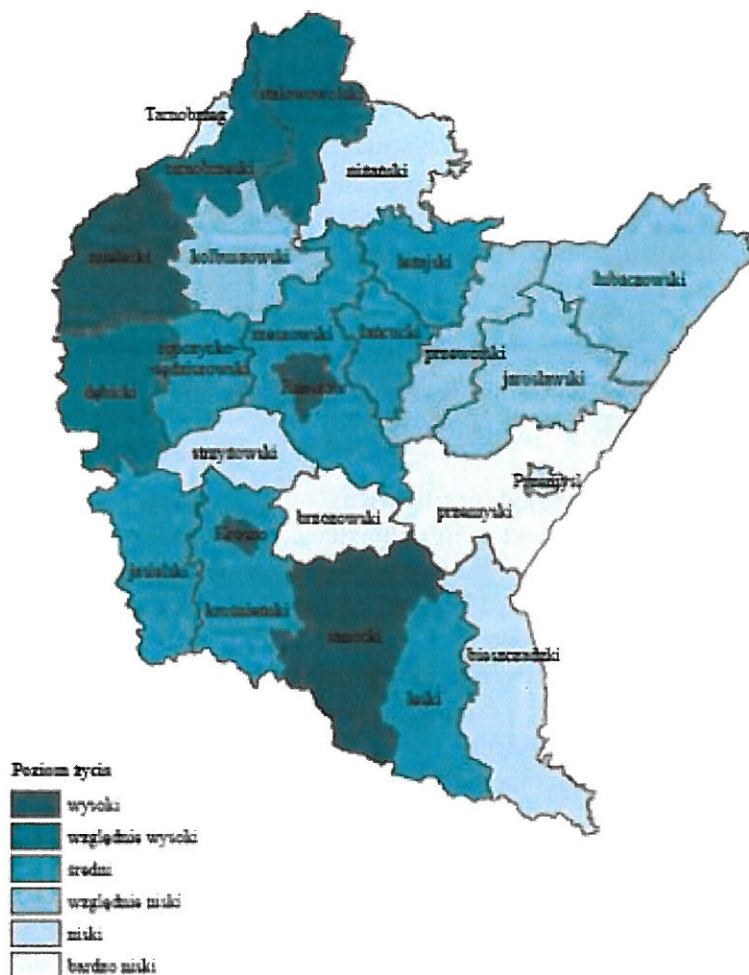 stalowowolski
Tarnobrzeg
niżański
tarnobrzeski
mielecki
kolbuszowski
leżajski
lubaczowski
rzeszowski
łańcucki
ropczycko-
sędziszowski
przeworski
jarosławski
dębicki
Rzeszów
strzyżowski
Przemyśl
brzozowski
przemyski
Krosno
jasielski
krośnieński
sanocki
bieszczadzki
leski
Poziom życia
wysoki
względnie wysoki
średni
względnie niski
niski
bardzo niski